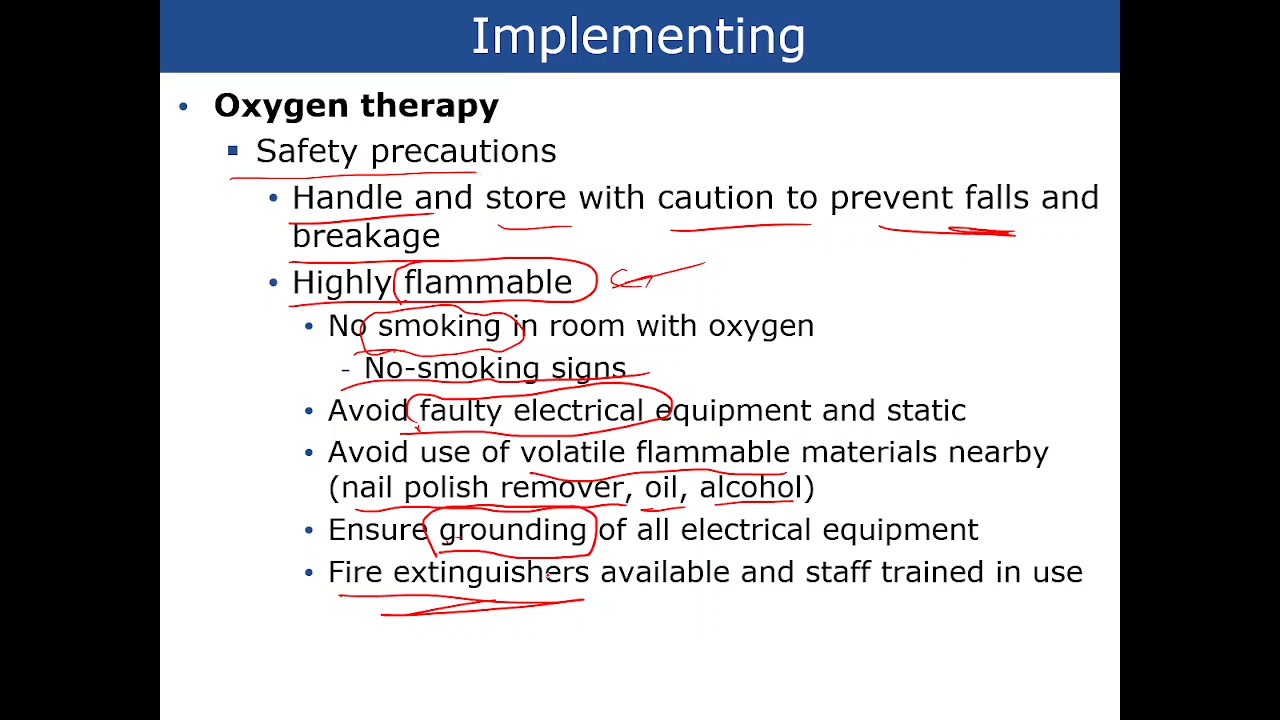 Implementing
• Oxygen therapy
▪ Safety precautions
• Handle and store with caution to prevent falls and
breakage
• Highly flammable
• No smoking in room with oxygen
- No-smoking signs
• Avoid faulty electrical equipment and static
• Avoid use of volatile flammable materials nearby
(nail polish remover, oil, alcohol)
• Ensure grounding of all electrical equipment
• Fire extinguishers available and staff trained in use